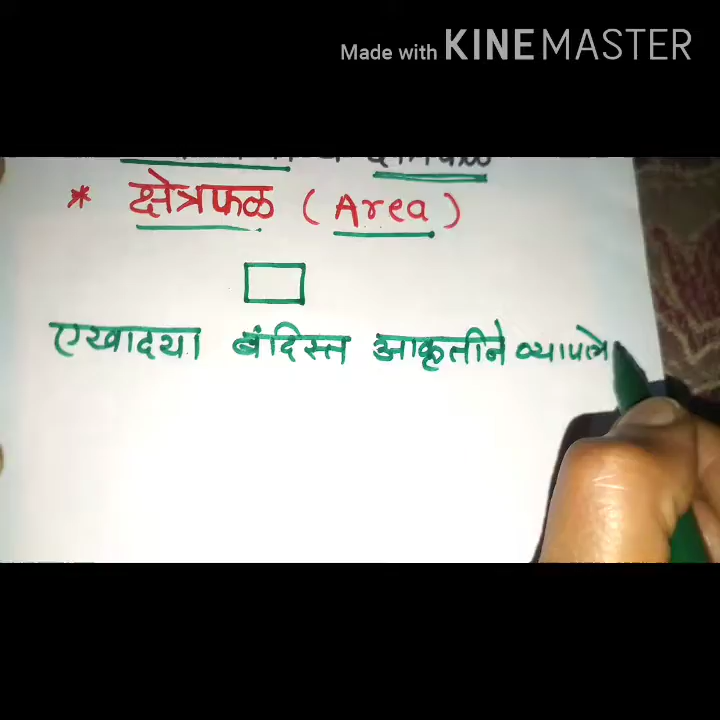 Made with KINEMASTER
* क्षेत्रफळ ( Area )
एखादया बंदिस्त आकृतीने व्यापले